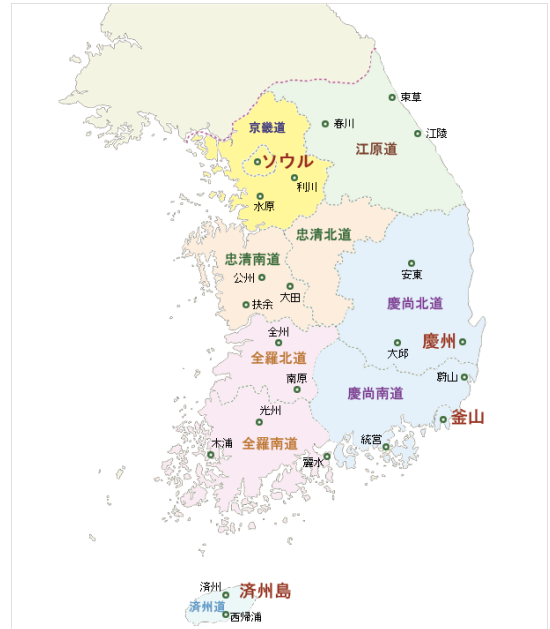 東草
京畿道
春川
江陵
江原道
ソウル
利川
水原
忠清北道
忠清南道
安東
公州
大田
慶尚北道
扶余
全州
慶州
大邱
全羅北道
蔚山
南原
慶尚南道
光州
釜山
木浦
全羅南道
統営
麗水
済州
済州島
済州道
西帰浦